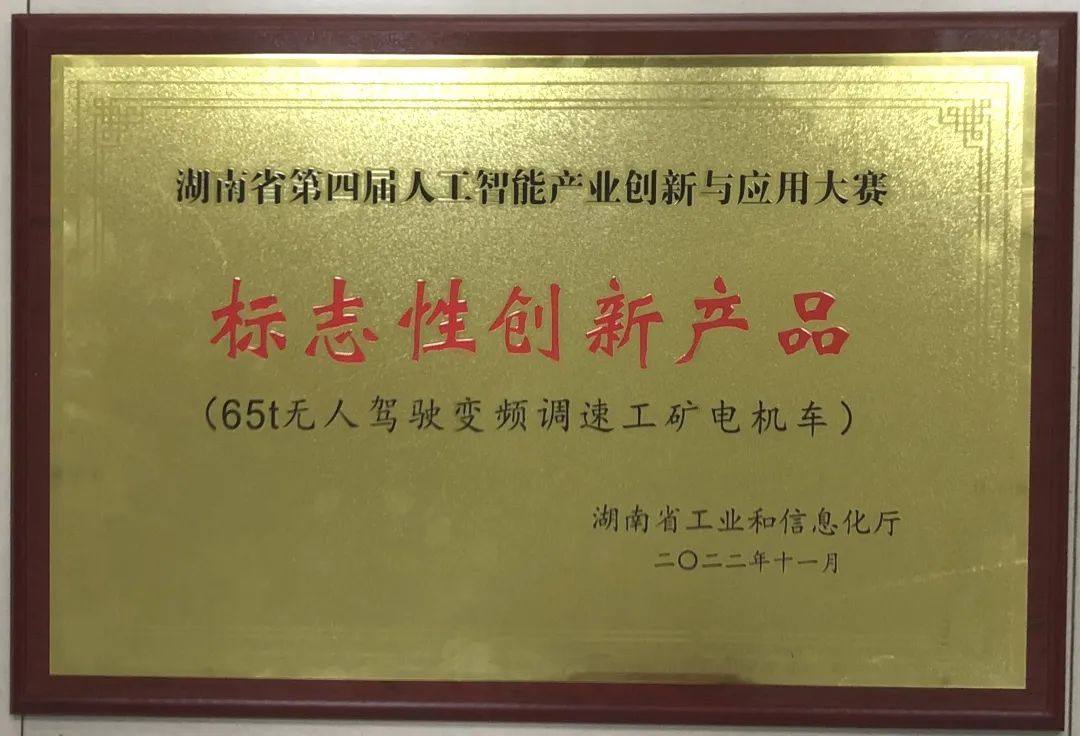 湖南省第四届人工智能产业创新与应用大赛
标志性创新产品
（65t无人驾驶变频调速工矿电机车）
湖南省工业和信息化厅
二〇二二年十一月